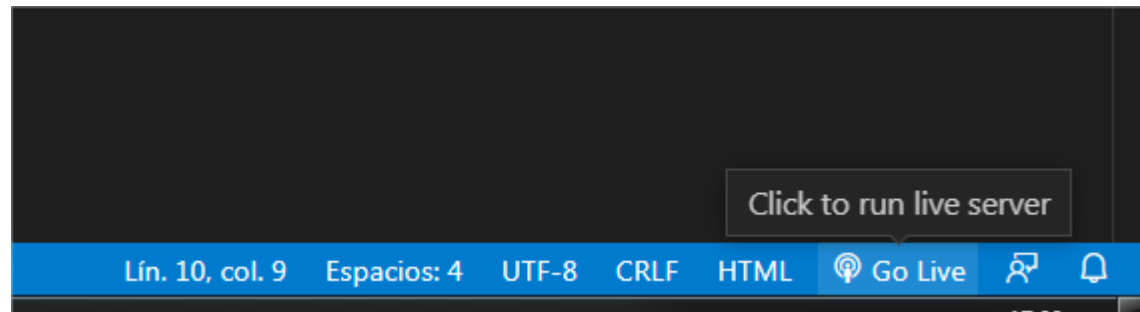 Click to run live server
Lín. 10, col. 9 Espacios: 4 UTF-8 CRLF HTML Go Live